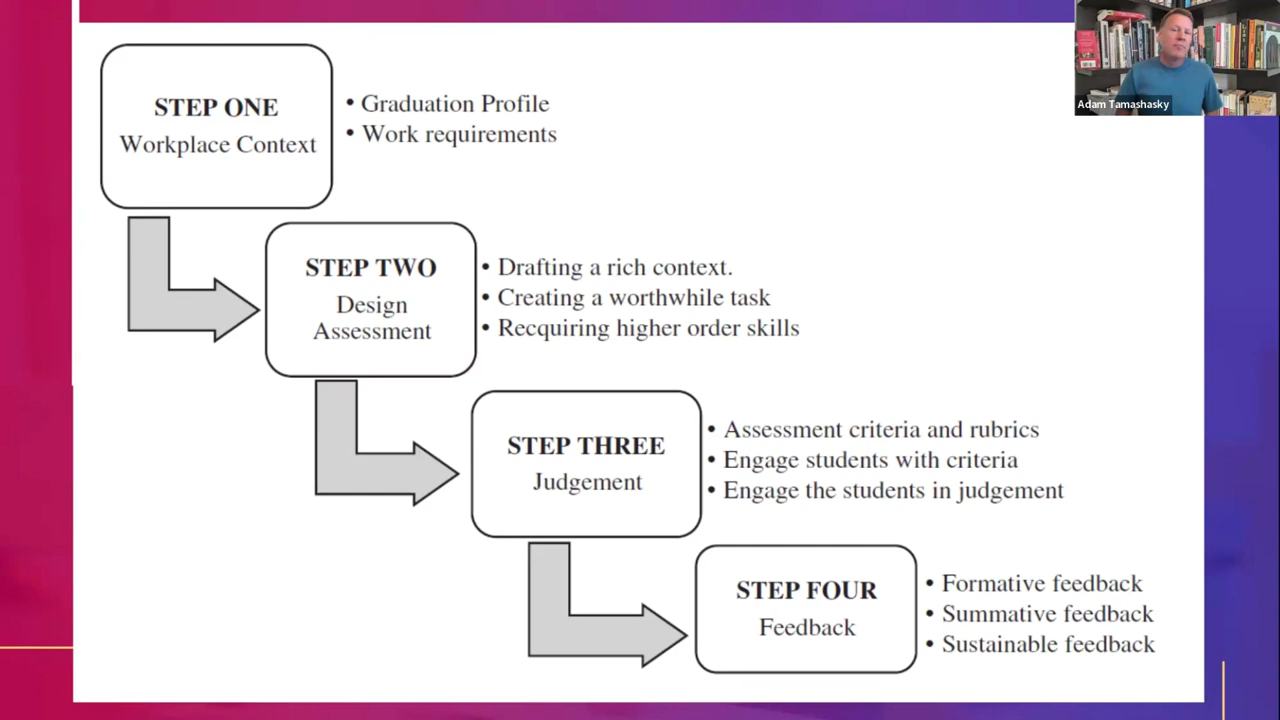 STEP ONE
Workplace Context
• Graduation Profile
• Work requirements
STEP TWO
Design
Assessment
• Drafting a rich context.
• Creating a worthwhile task
• Recquiring higher order skills
STEP THREE
Judgement
• Assessment criteria and rubrics
• Engage students with criteria
• Engage the students in judgement
STEP FOUR
Feedback
• Formative feedback
• Summative feedback
• Sustainable feedback
Adam Tamashasky